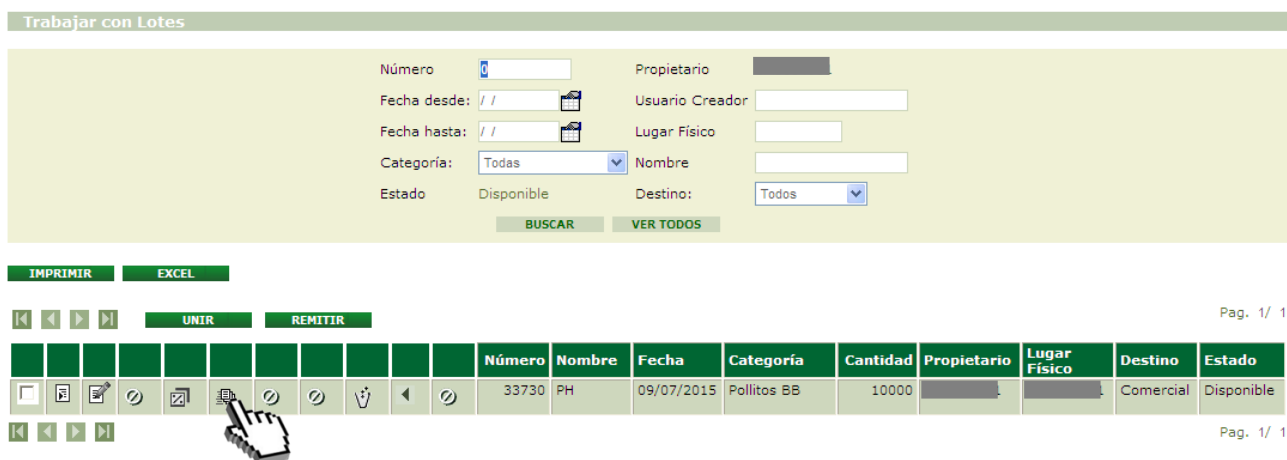 Trabajar con Lotes
Número 0 Propietario
Fecha desde: / / Usuario Creador
Fecha hasta: / / Lugar Físico
Categoría: Todas Nombre
Estado Disponible Destino: Todos
BUSCAR VER TODOS
IMPRIMIR EXCEL
UNIR REMITIR Pag. 1/ 1
Número Nombre Fecha Categoría Cantidad Propietario Lugar Físico Destino Estado
33730 PH 09/07/2015 Pollitos BB 10000 Comercial Disponible
Pag. 1/ 1